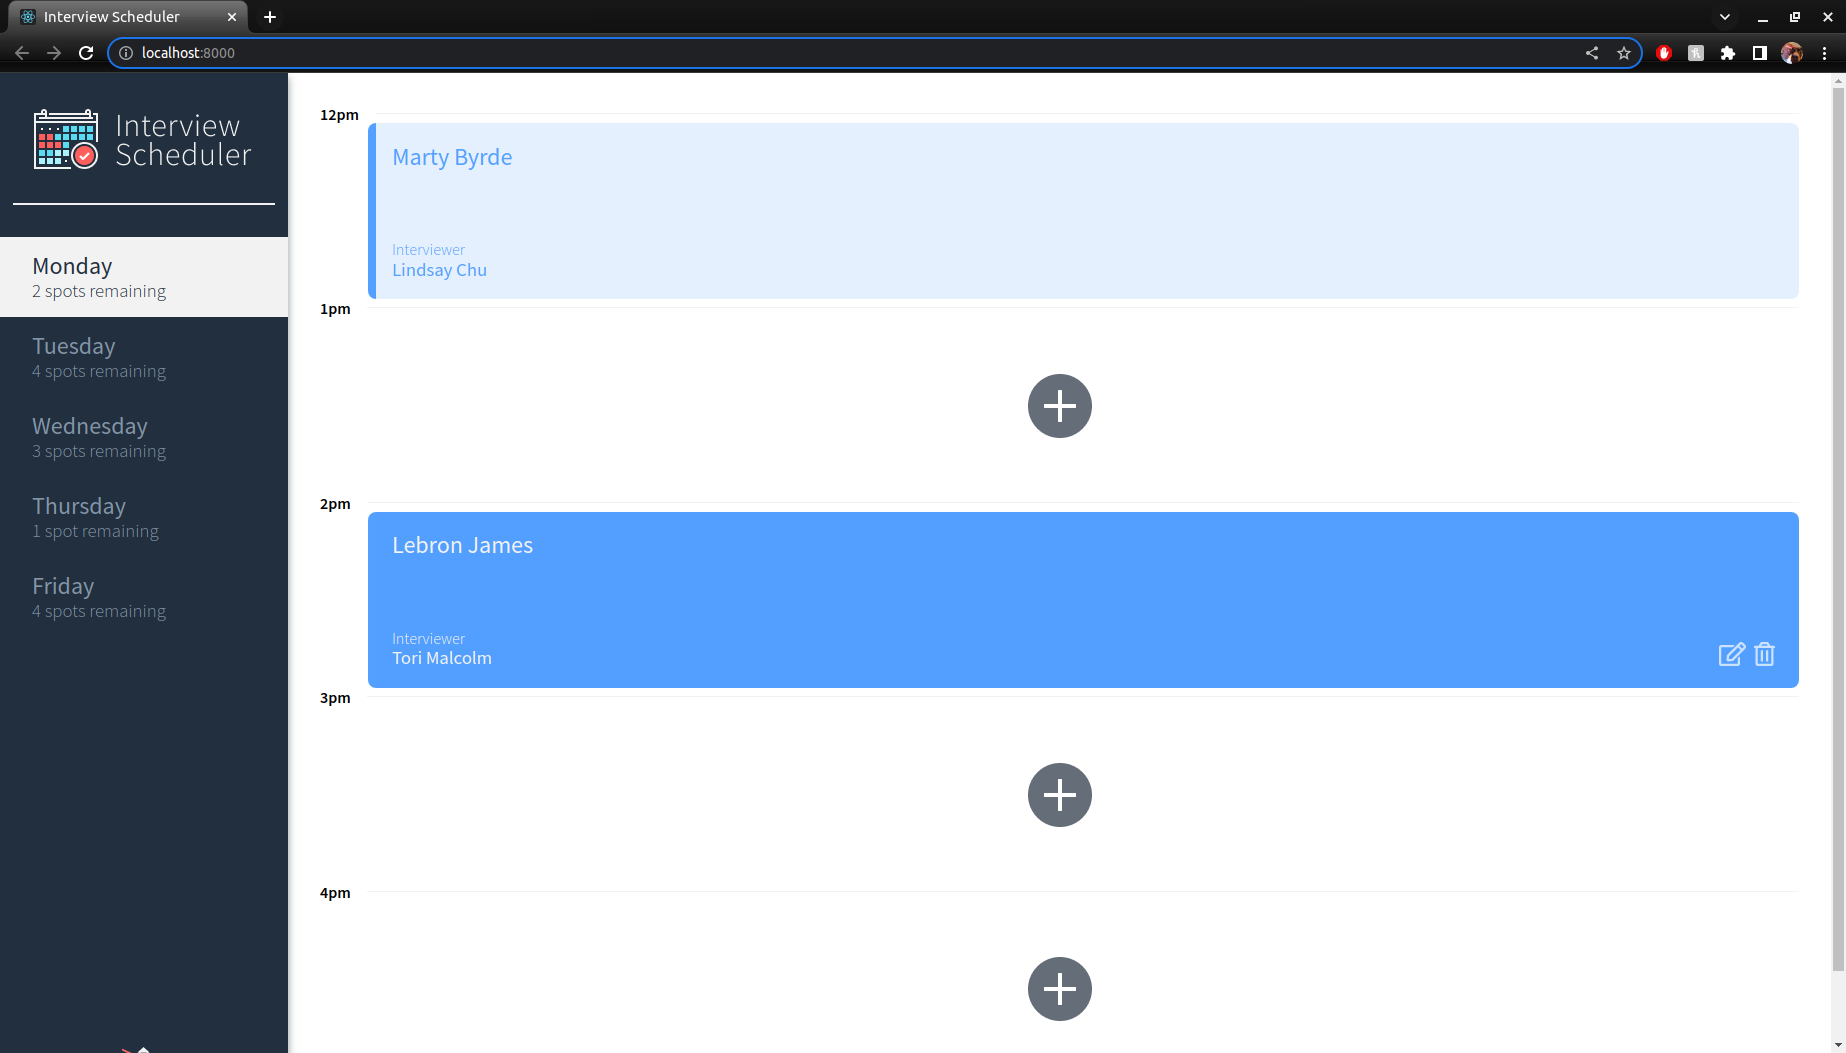 Interview Scheduler
localhost:8000
Interview
Scheduler
Monday
2 spots remaining
Tuesday
4 spots remaining
Wednesday
3 spots remaining
Thursday
1 spot remaining
Friday
4 spots remaining
12pm
Marty Byrde
Interviewer
Lindsay Chu
1pm
2pm
Lebron James
Interviewer
Tori Malcolm
3pm
4pm